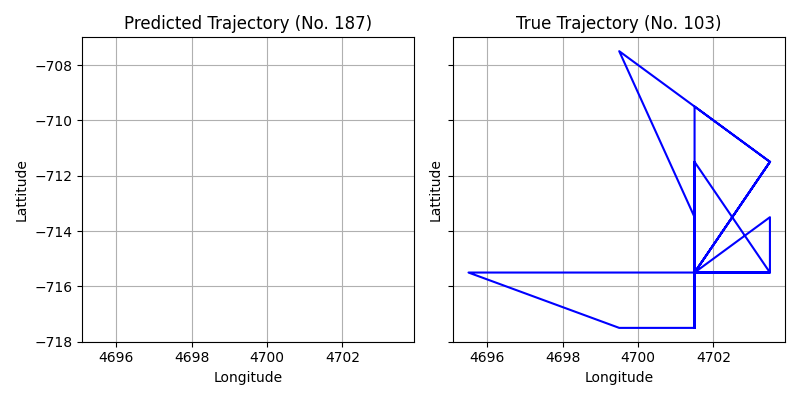 Predicted Trajectory (No. 187)
True Trajectory (No. 103)
−708
−710
−712
−714
−716
−718
Lattitude
Lattitude
4696 4698 4700 4702
4696 4698 4700 4702
Longitude
Longitude